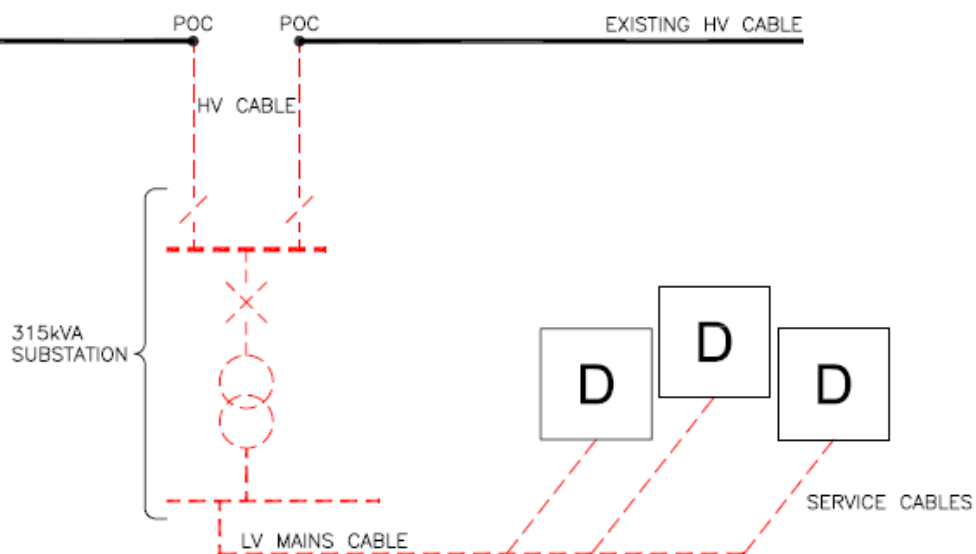 POC
POC
EXISTING HV CABLE
HV CABLE
315kVA
SUBSTATION
D
D
D
SERVICE CABLES
LV MAINS CABLE